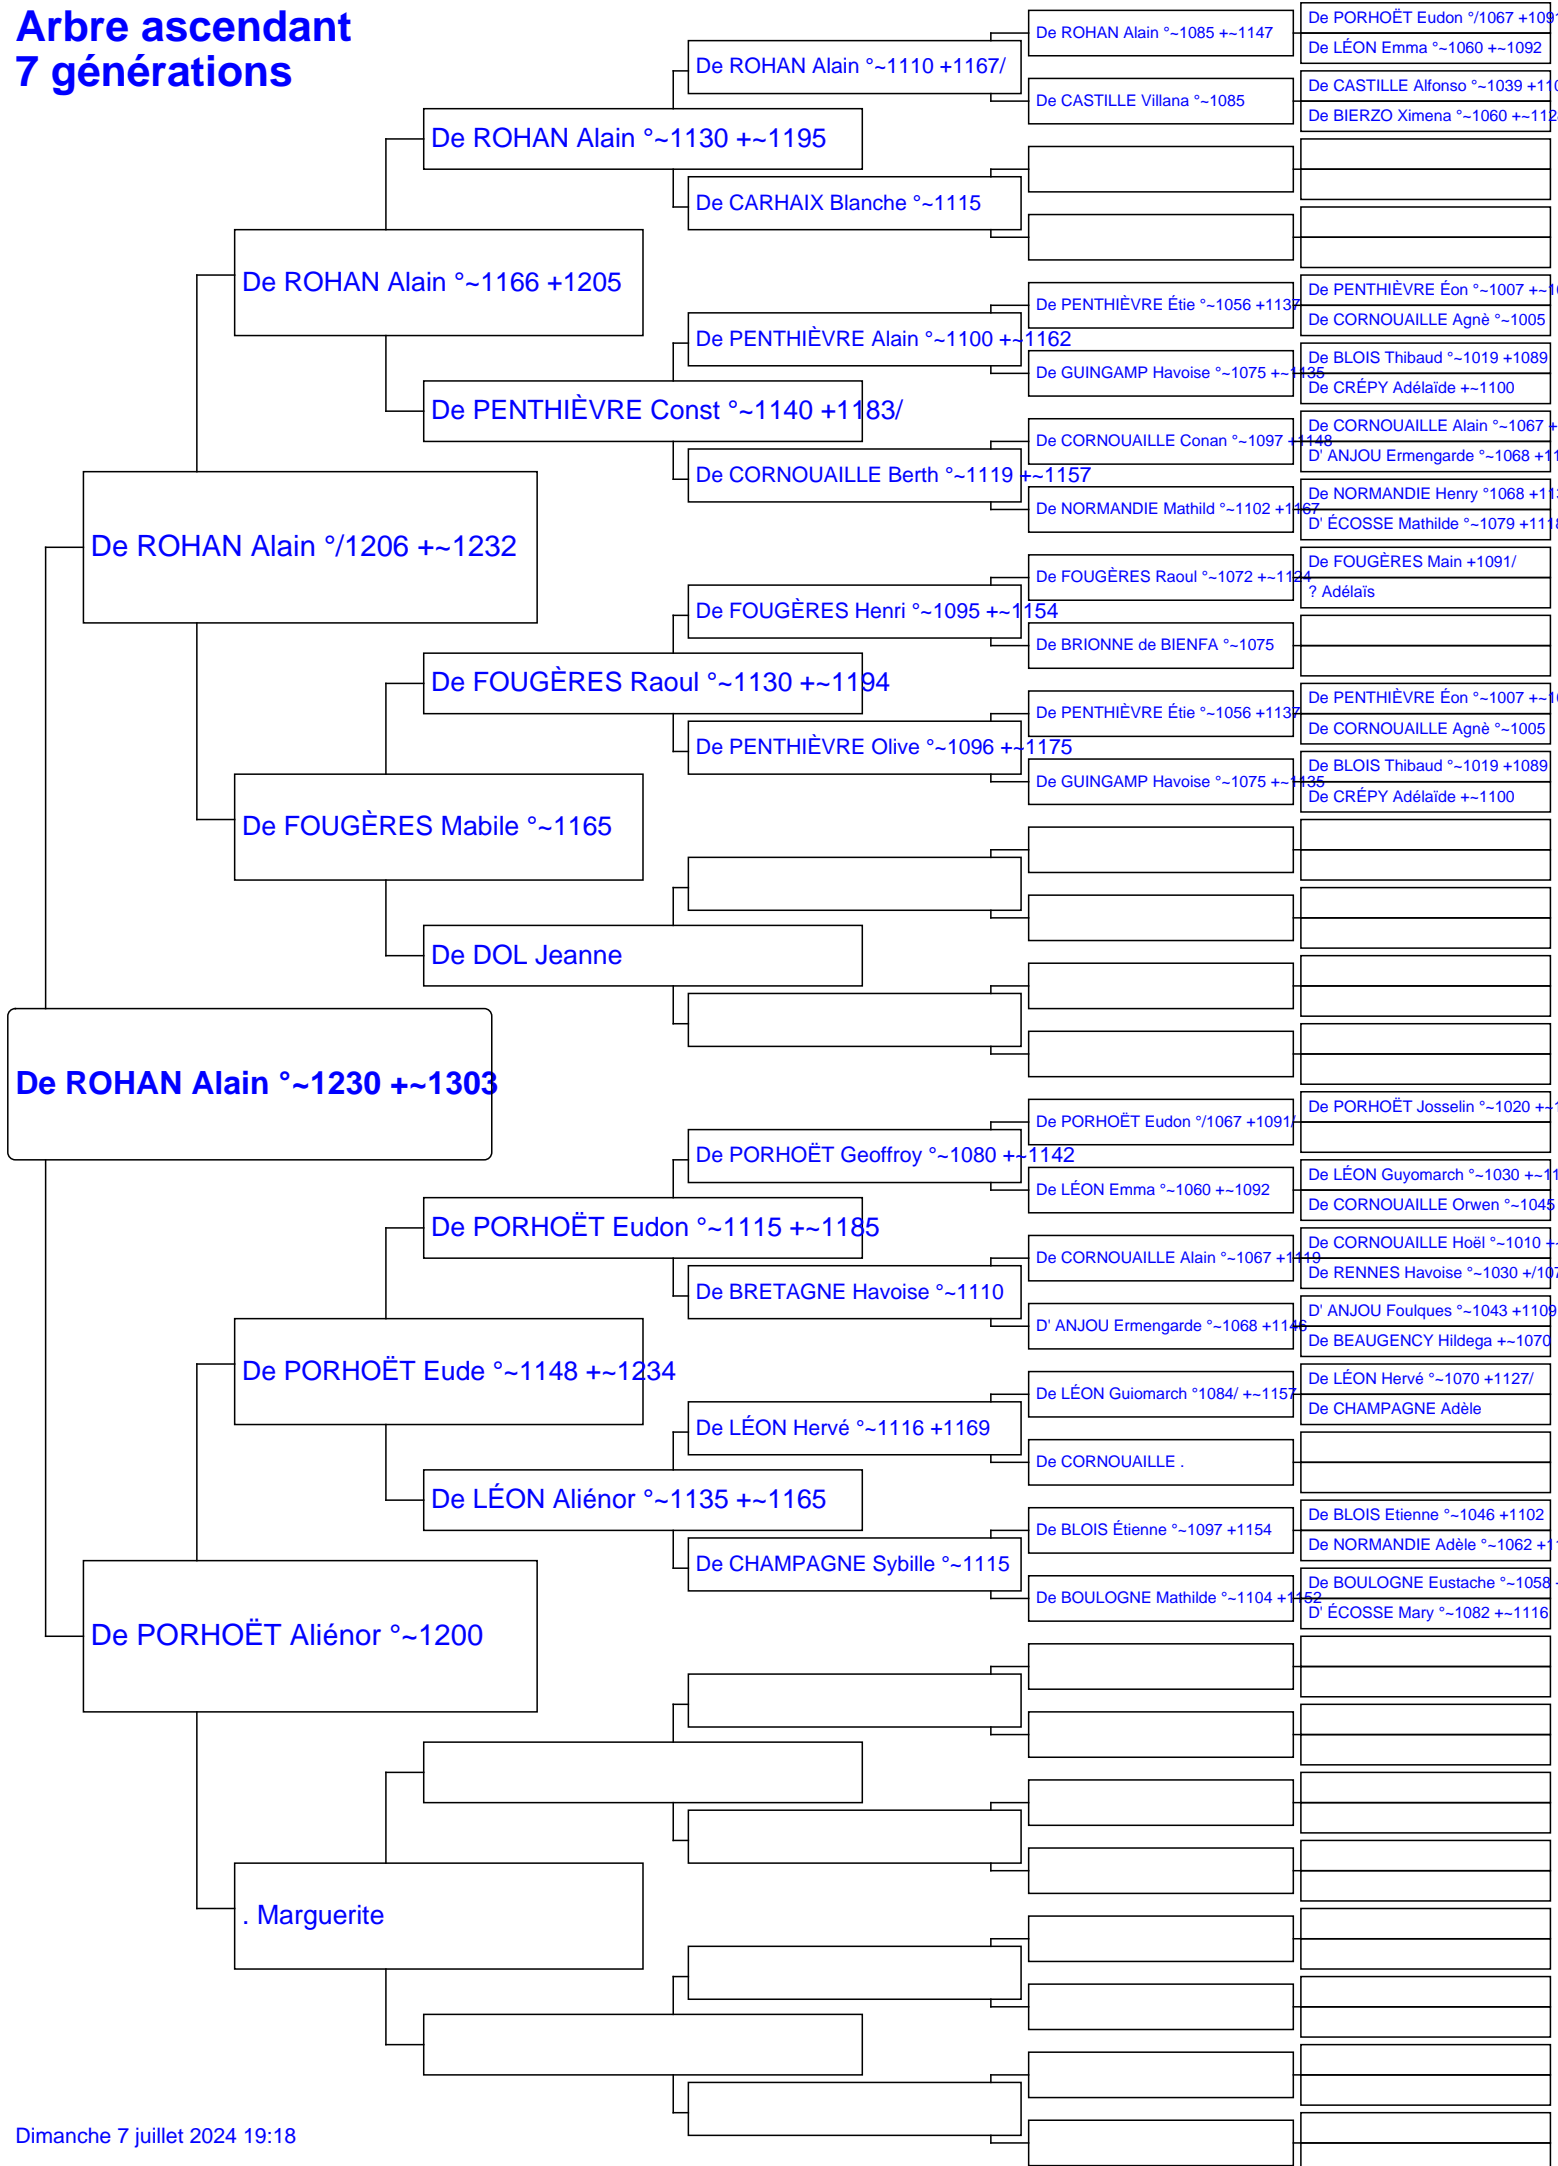 Arbre ascendant
7 générations
De ROHAN Alain °~1230 +~1303
De ROHAN Alain °/1206 +~1232
De PORHOËT Aliénor °~1200
De ROHAN Alain °~1166 +1205
De FOUGÈRES Mabile °~1165
De PORHOËT Eude °~1148 +~1234
. Marguerite
De ROHAN Alain °~1130 +~1195
De PENTHIÈVRE Const °~1140 +1183/
De FOUGÈRES Raoul °~1130 +~1194
De DOL Jeanne
De PORHOËT Eudon °~1115 +~1185
De LÉON Aliénor °~1135 +~1165
De ROHAN Alain °~1110 +1167/
De CARHAIX Blanche °~1115
De PENTHIÈVRE Alain °~1100 +~1162
De CORNOUAILLE Berth °~1119 +~1157
De FOUGÈRES Henri °~1095 +~1154
De PENTHIÈVRE Olive °~1096 +~1175
De PORHOËT Geoffroy °~1080 +~1142
De BRETAGNE Havoise °~1110
De LÉON Hervé °~1116 +1169
De CHAMPAGNE Sybille °~1115
De ROHAN Alain °~1085 +~1147
De CASTILLE Villana °~1085
De PENTHIÈVRE Étie °~1056 +1137
De GUINGAMP Havoise °~1075 +~1135
De CORNOUAILLE Conan °~1097 +1148
De NORMANDIE Mathild °~1102 +1167
De FOUGÈRES Raoul °~1072 +~1124
De BRIONNE de BIENFA °~1075
De PENTHIÈVRE Étie °~1056 +1137
De GUINGAMP Havoise °~1075 +~1135
De PORHOËT Eudon °/1067 +1091/
De LÉON Emma °~1060 +~1092
De CORNOUAILLE Alain °~1067 +1119
D' ANJOU Ermengarde °~1068 +1146
De LÉON Guiomarch °1084/ +~1157
De CORNOUAILLE .
De BLOIS Étienne °~1097 +1154
De BOULOGNE Mathilde °~1104 +1152
De PORHOËT Eudon °/1067 +1091
De LÉON Emma °~1060 +~1092
De CASTILLE Alfonso °~1039 +110
De BIERZO Ximena °~1060 +~112
De PENTHIÈVRE Éon °~1007 +~1
De CORNOUAILLE Agnè °~1005
De BLOIS Thibaud °~1019 +1089
De CRÉPY Adélaïde +~1100
De CORNOUAILLE Alain °~1067 +
D' ANJOU Ermengarde °~1068 +11
De NORMANDIE Henry °1068 +113
D' ÉCOSSE Mathilde °~1079 +1118
De FOUGÈRES Main +1091/
? Adélaïs
De PENTHIÈVRE Éon °~1007 +~1
De CORNOUAILLE Agnè °~1005
De BLOIS Thibaud °~1019 +1089
De CRÉPY Adélaïde +~1100
De PORHOËT Josselin °~1020 +~1
De LÉON Guyomarch °~1030 +~11
De CORNOUAILLE Orwen °~1045
De CORNOUAILLE Hoël °~1010 +~
De RENNES Havoise °~1030 +/107
D' ANJOU Foulques °~1043 +1109
De BEAUGENCY Hildega +~1070
De LÉON Hervé °~1070 +1127/
De CHAMPAGNE Adèle
De BLOIS Etienne °~1046 +1102
De NORMANDIE Adèle °~1062 +1
De BOULOGNE Eustache °~1058 +
D' ÉCOSSE Mary °~1082 +~1116
Dimanche 7 juillet 2024 19:18